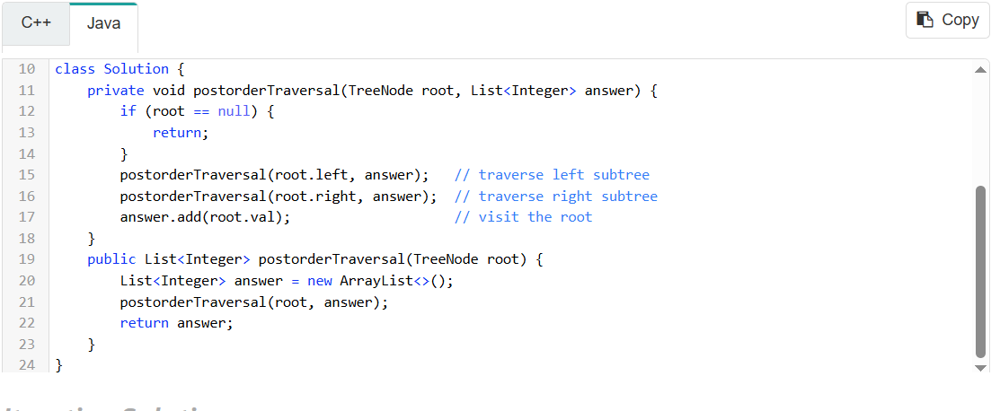 C++ Java Copy
10 class Solution {
11     private void postorderTraversal(TreeNode root, List<Integer> answer) {
12         if (root == null) {
13             return;
14         }
15         postorderTraversal(root.left, answer);   // traverse left subtree
16         postorderTraversal(root.right, answer);  // traverse right subtree
17         answer.add(root.val);                    // visit the root
18     }
19     public List<Integer> postorderTraversal(TreeNode root) {
20         List<Integer> answer = new ArrayList<>();
21         postorderTraversal(root, answer);
22         return answer;
23     }
24 }